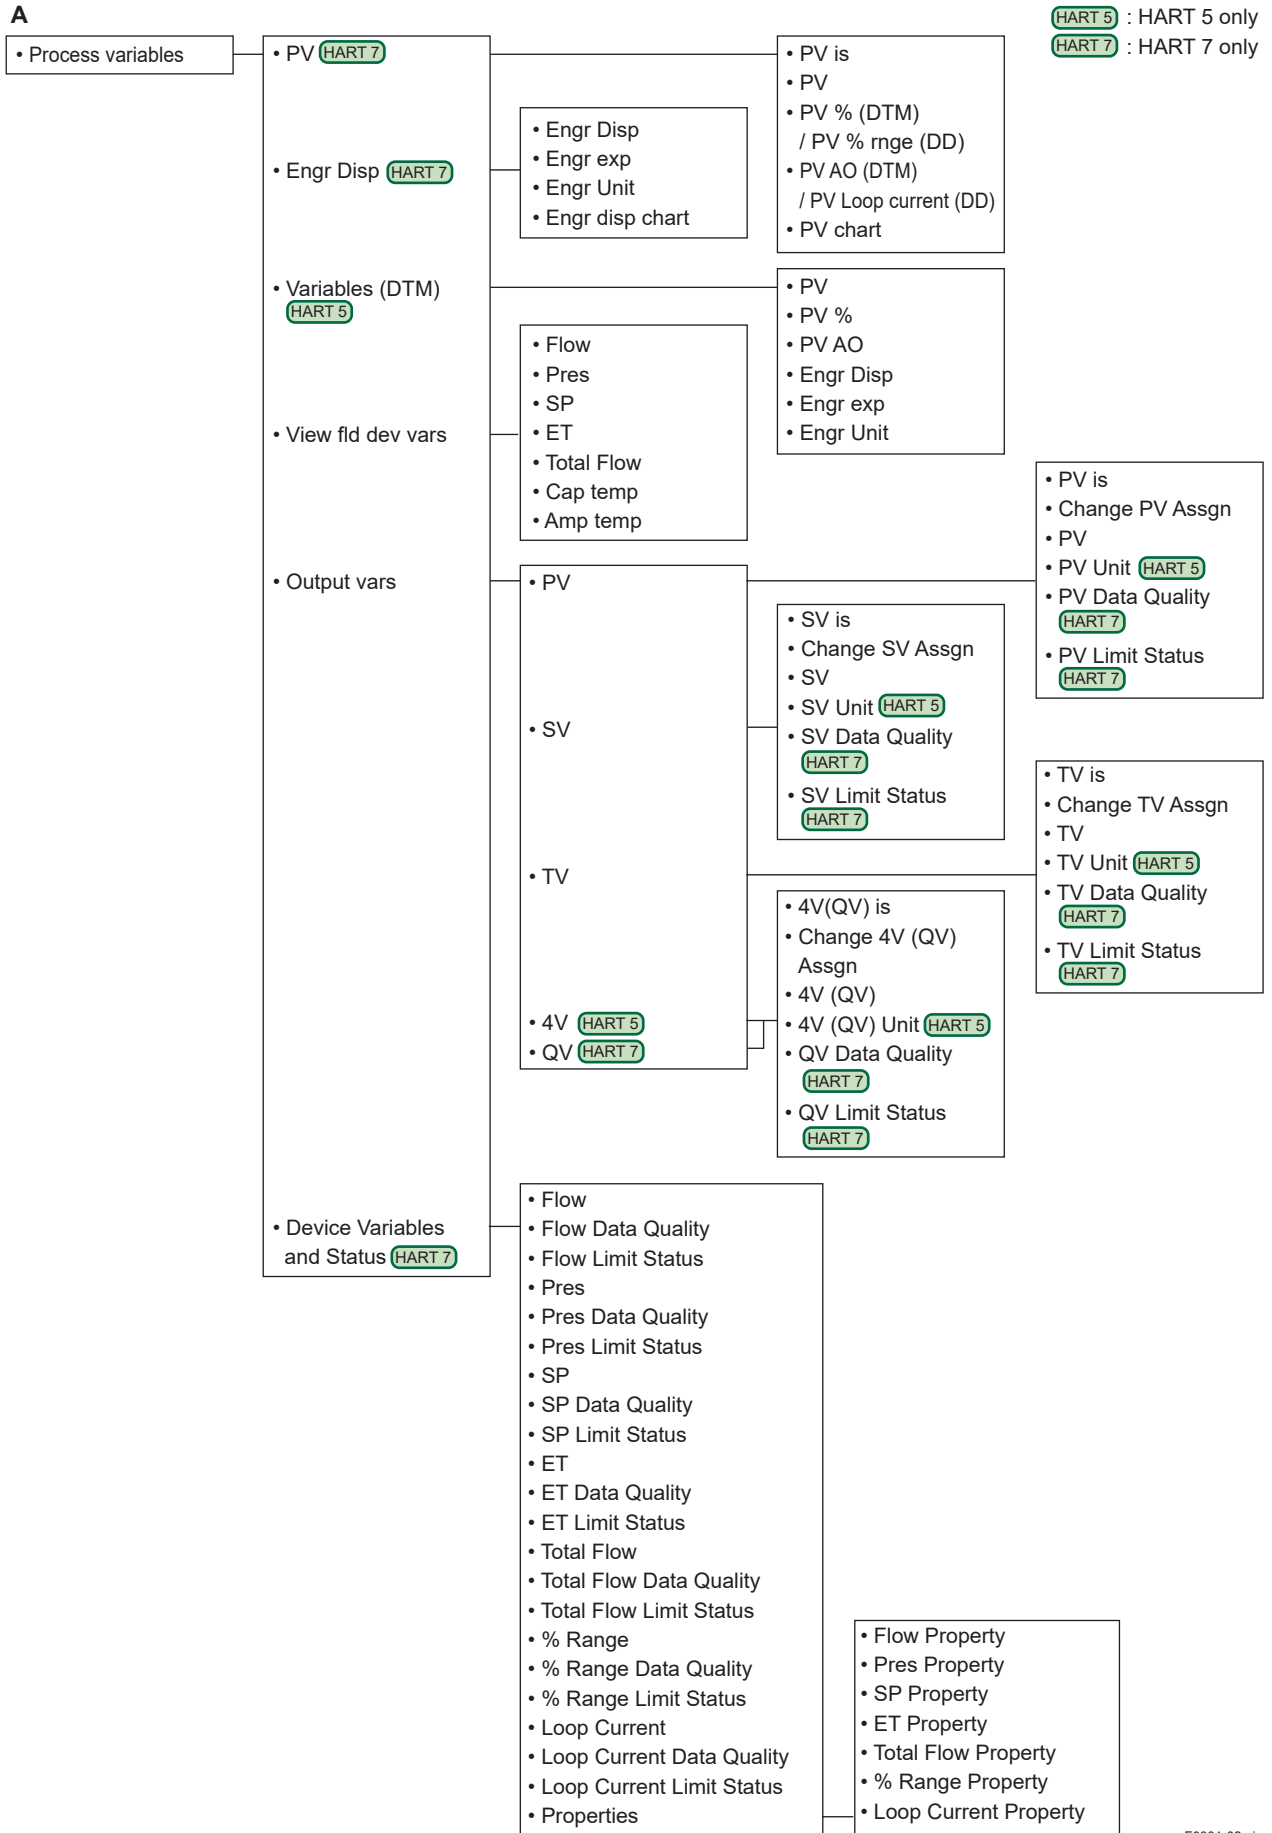 A
HART 5 : HART 5 only
HART 7 : HART 7 only
• Process variables
• PV HART 7
• Engr Disp HART 7
• Variables (DTM)
HART 5
• View fld dev vars
• Output vars
• Device Variables
and Status HART 7
• PV is
• PV
• PV % (DTM)
/ PV % rnge (DD)
• PV AO (DTM)
/ PV Loop current (DD)
• PV chart
• Engr Disp
• Engr exp
• Engr Unit
• Engr disp chart
• PV
• PV %
• PV AO
• Engr Disp
• Engr exp
• Engr Unit
• Flow
• Pres
• SP
• ET
• Total Flow
• Cap temp
• Amp temp
• PV
• SV
• TV
• 4V HART 5
• QV HART 7
• PV is
• Change PV Assgn
• PV
• PV Unit HART 5
• PV Data Quality
HART 7
• PV Limit Status
HART 7
• SV is
• Change SV Assgn
• SV
• SV Unit HART 5
• SV Data Quality
HART 7
• SV Limit Status
HART 7
• TV is
• Change TV Assgn
• TV
• TV Unit HART 5
• TV Data Quality
HART 7
• TV Limit Status
HART 7
• 4V(QV) is
• Change 4V (QV)
Assgn
• 4V (QV)
• 4V (QV) Unit HART 5
• QV Data Quality
HART 7
• QV Limit Status
HART 7
• Flow
• Flow Data Quality
• Flow Limit Status
• Pres
• Pres Data Quality
• Pres Limit Status
• SP
• SP Data Quality
• SP Limit Status
• ET
• ET Data Quality
• ET Limit Status
• Total Flow
• Total Flow Data Quality
• Total Flow Limit Status
• % Range
• % Range Data Quality
• % Range Limit Status
• Loop Current
• Loop Current Data Quality
• Loop Current Limit Status
• Properties
• Flow Property
• Pres Property
• SP Property
• ET Property
• Total Flow Property
• % Range Property
• Loop Current Property